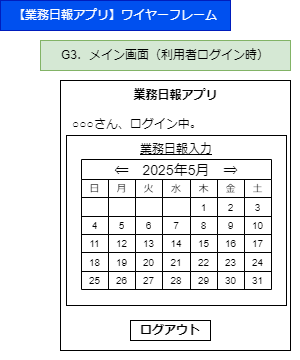 【業務日報アプリ】ワイヤーフレーム
G3．メイン画面（利用者ログイン時）
業務日報アプリ
○○○さん、ログイン中。
業務日報入力
⇐ 2025年5月 ⇒
日 月 火 水 木 金 土
1 2 3
4 5 6 7 8 9 10
11 12 13 14 15 16 17
18 19 20 21 22 23 24
25 26 27 28 29 30 31
ログアウト